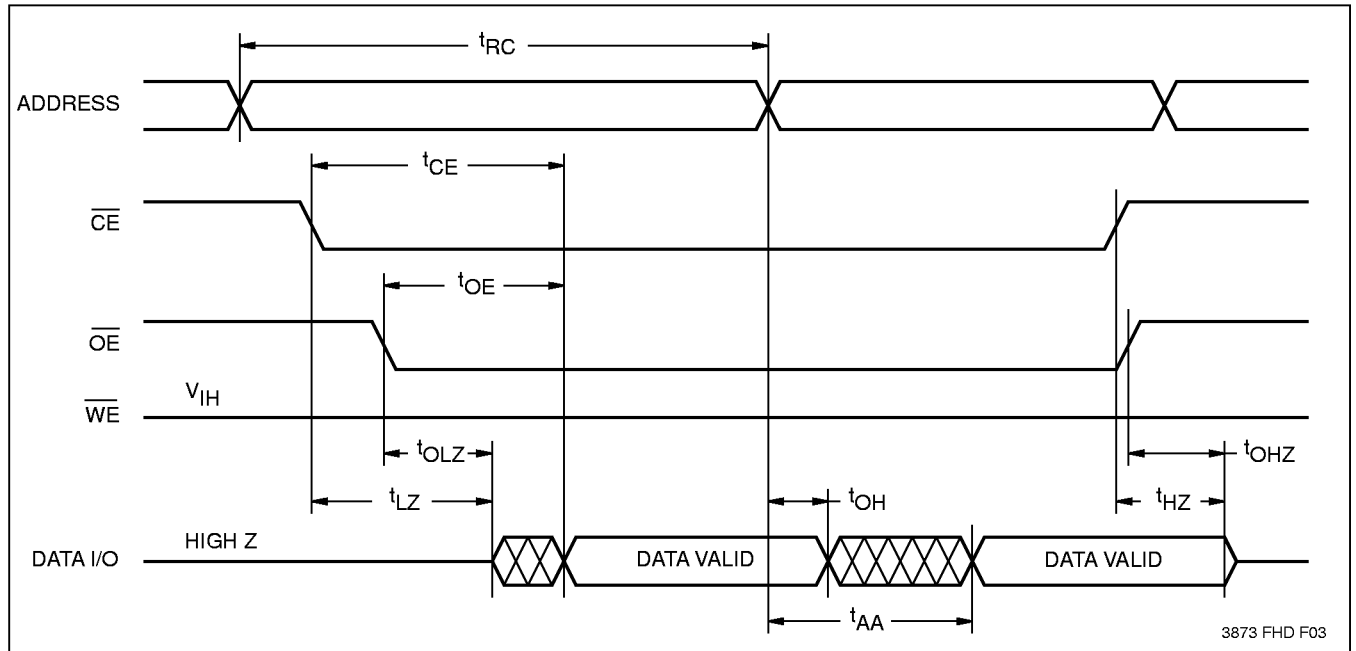 tRC
ADDRESS
tCE
CE
tOE
OE
VIH
WE
tOLZ
tOHZ
tLZ
tOH
tHZ
HIGH Z
DATA I/O
DATA VALID
DATA VALID
tAA
3873 FHD F03